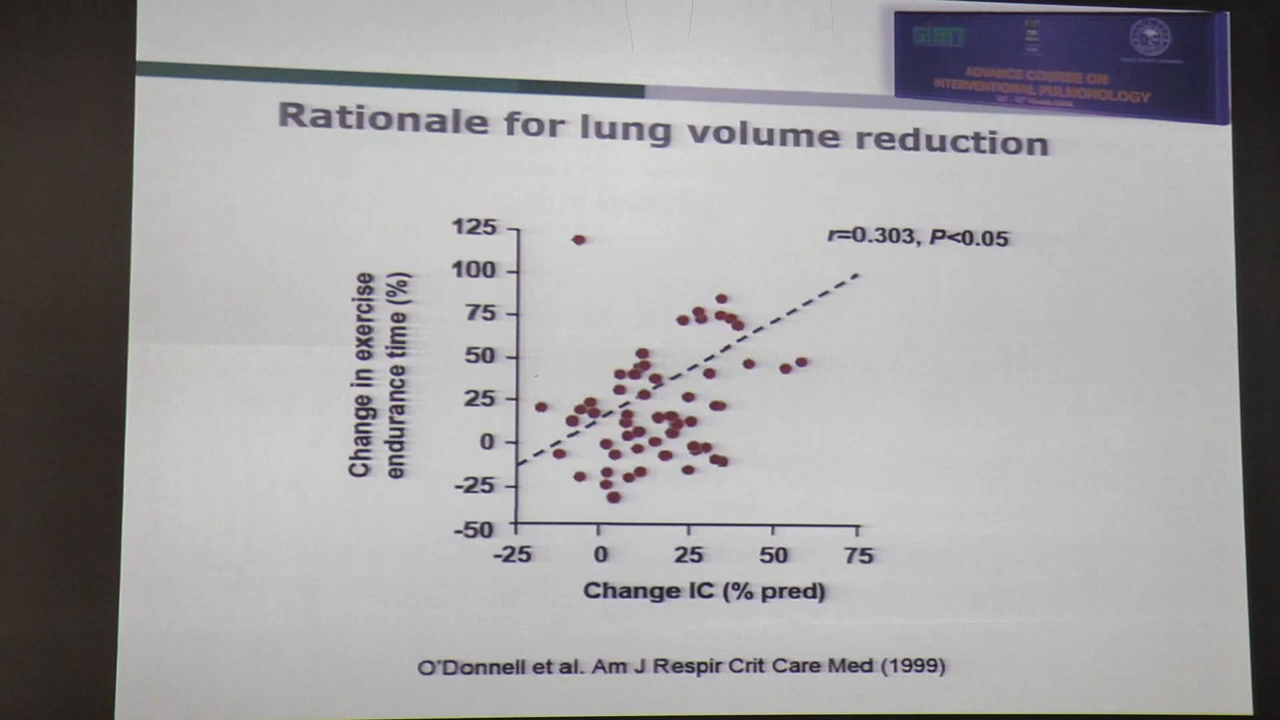 gian
ADVANCE COURSE ON
INTERVENTIONAL PULMONOLOGY
Rationale for lung volume reduction
r=0.303, P<0.05
Change in exercise
endurance time (%)
125
100
75
50
25
0
-25
-50
-25 0 25 50 75
Change IC (% pred)
O'Donnell et al. Am J Respir Crit Care Med (1999)